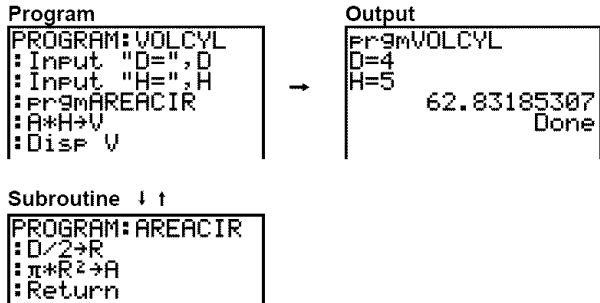 Program
PROGRAM:VOLCYL
:Input "D=",D
:Input "H=",H
:prgmAREACIR
:A*H→V
:Disp V
→
Output
prgmVOLCYL
D=4
H=5
62.83185307
Done
Subroutine ↓ ↑
PROGRAM:AREACIR
:D/2→R
:π*R²→A
:Return